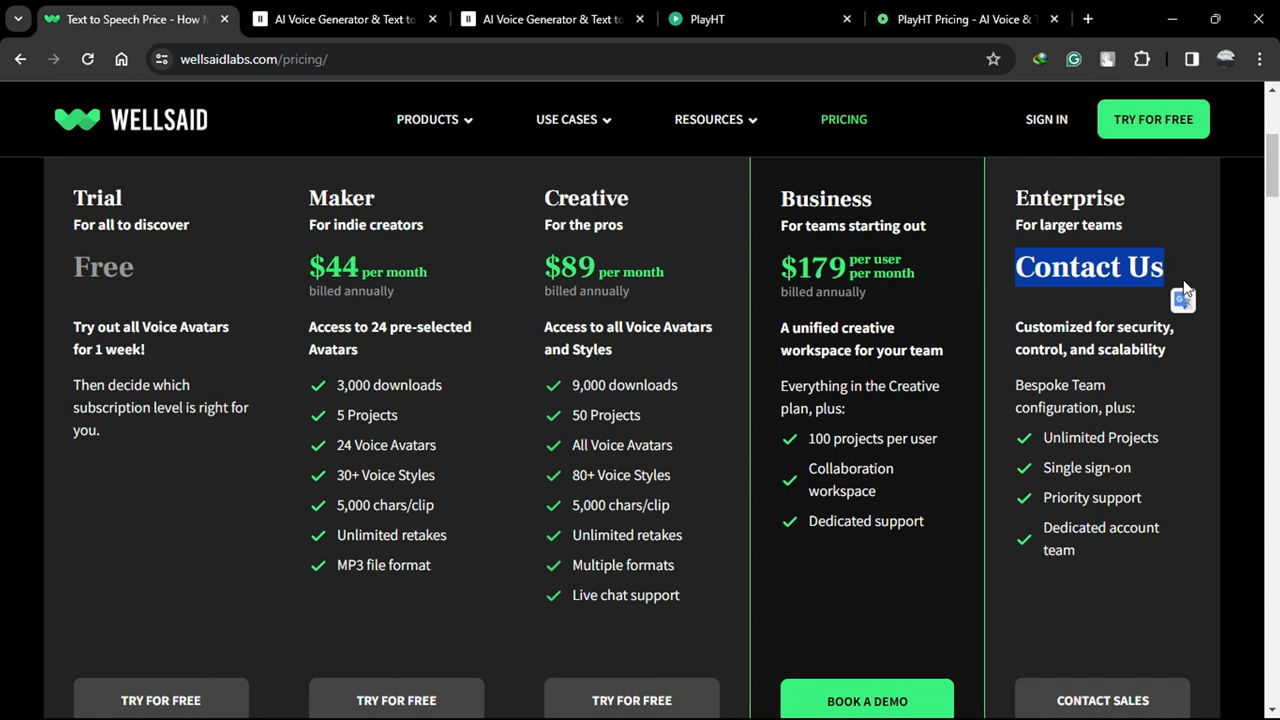 Text to Speech Price - How M
AI Voice Generator & Text to
AI Voice Generator & Text to
PlayHT
PlayHT Pricing - AI Voice &
wellsaidlabs.com/pricing/
WELLSAID
PRODUCTS
USE CASES
RESOURCES
PRICING
SIGN IN
TRY FOR FREE
Trial
For all to discover
Free
Try out all Voice Avatars
for 1 week!
Then decide which
subscription level is right for
you.
TRY FOR FREE
Maker
For indie creators
$44 per month
billed annually
Access to 24 pre-selected
Avatars
3,000 downloads
5 Projects
24 Voice Avatars
30+ Voice Styles
5,000 chars/clip
Unlimited retakes
MP3 file format
TRY FOR FREE
Creative
For the pros
$89 per month
billed annually
Access to all Voice Avatars
and Styles
9,000 downloads
50 Projects
All Voice Avatars
80+ Voice Styles
5,000 chars/clip
Unlimited retakes
Multiple formats
Live chat support
TRY FOR FREE
Business
For teams starting out
$179 per user
per month
billed annually
A unified creative
workspace for your team
Everything in the Creative
plan, plus:
100 projects per user
Collaboration
workspace
Dedicated support
BOOK A DEMO
Enterprise
For larger teams
Contact Us
Customized for security,
control, and scalability
Bespoke Team
configuration, plus:
Unlimited Projects
Single sign-on
Priority support
Dedicated account
team
CONTACT SALES